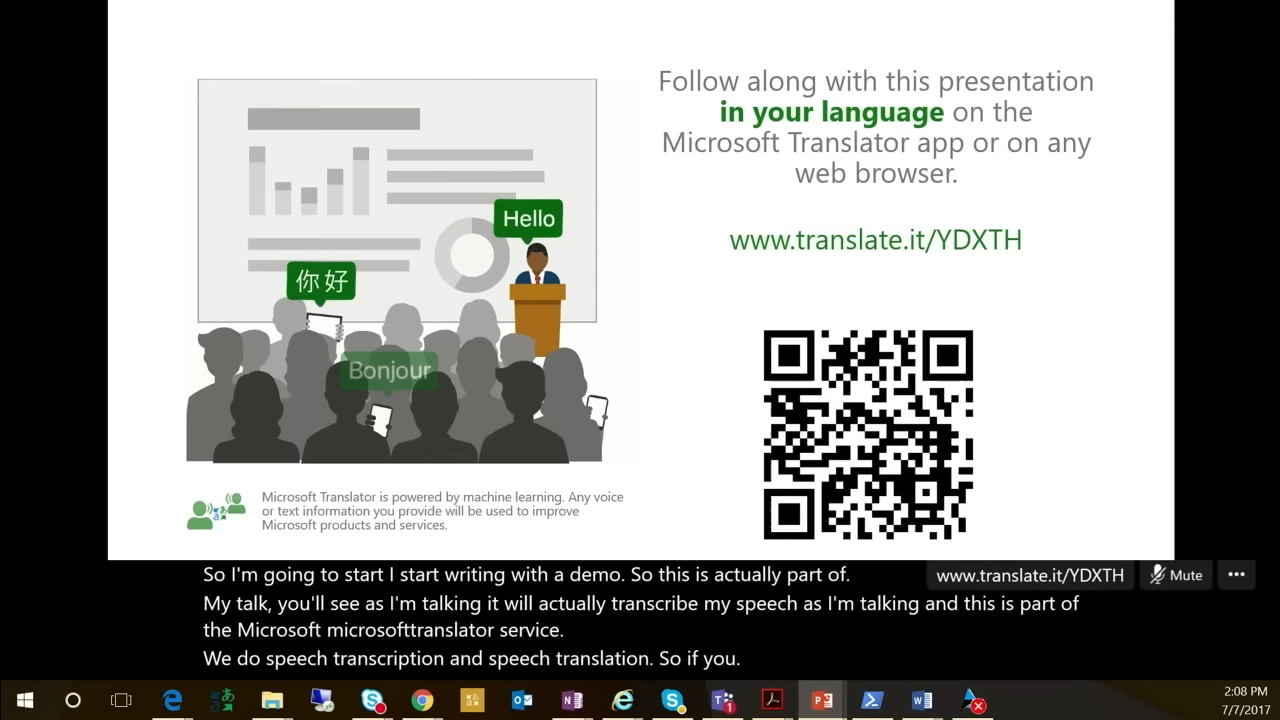 Follow along with this presentation
in your language on the
Microsoft Translator app or on any
web browser.
www.translate.it/YDXTH
Hello
你好
Bonjour
Microsoft Translator is powered by machine learning. Any voice
or text information you provide will be used to improve
Microsoft products and services.
So I'm going to start I start writing with a demo. So this is actually part of.
www.translate.it/YDXTH
Mute
My talk, you'll see as I'm talking it will actually transcribe my speech as I'm talking and this is part of
the Microsoft microsofttranslator service.
We do speech transcription and speech translation. So if you.
2:08 PM
7/7/2017